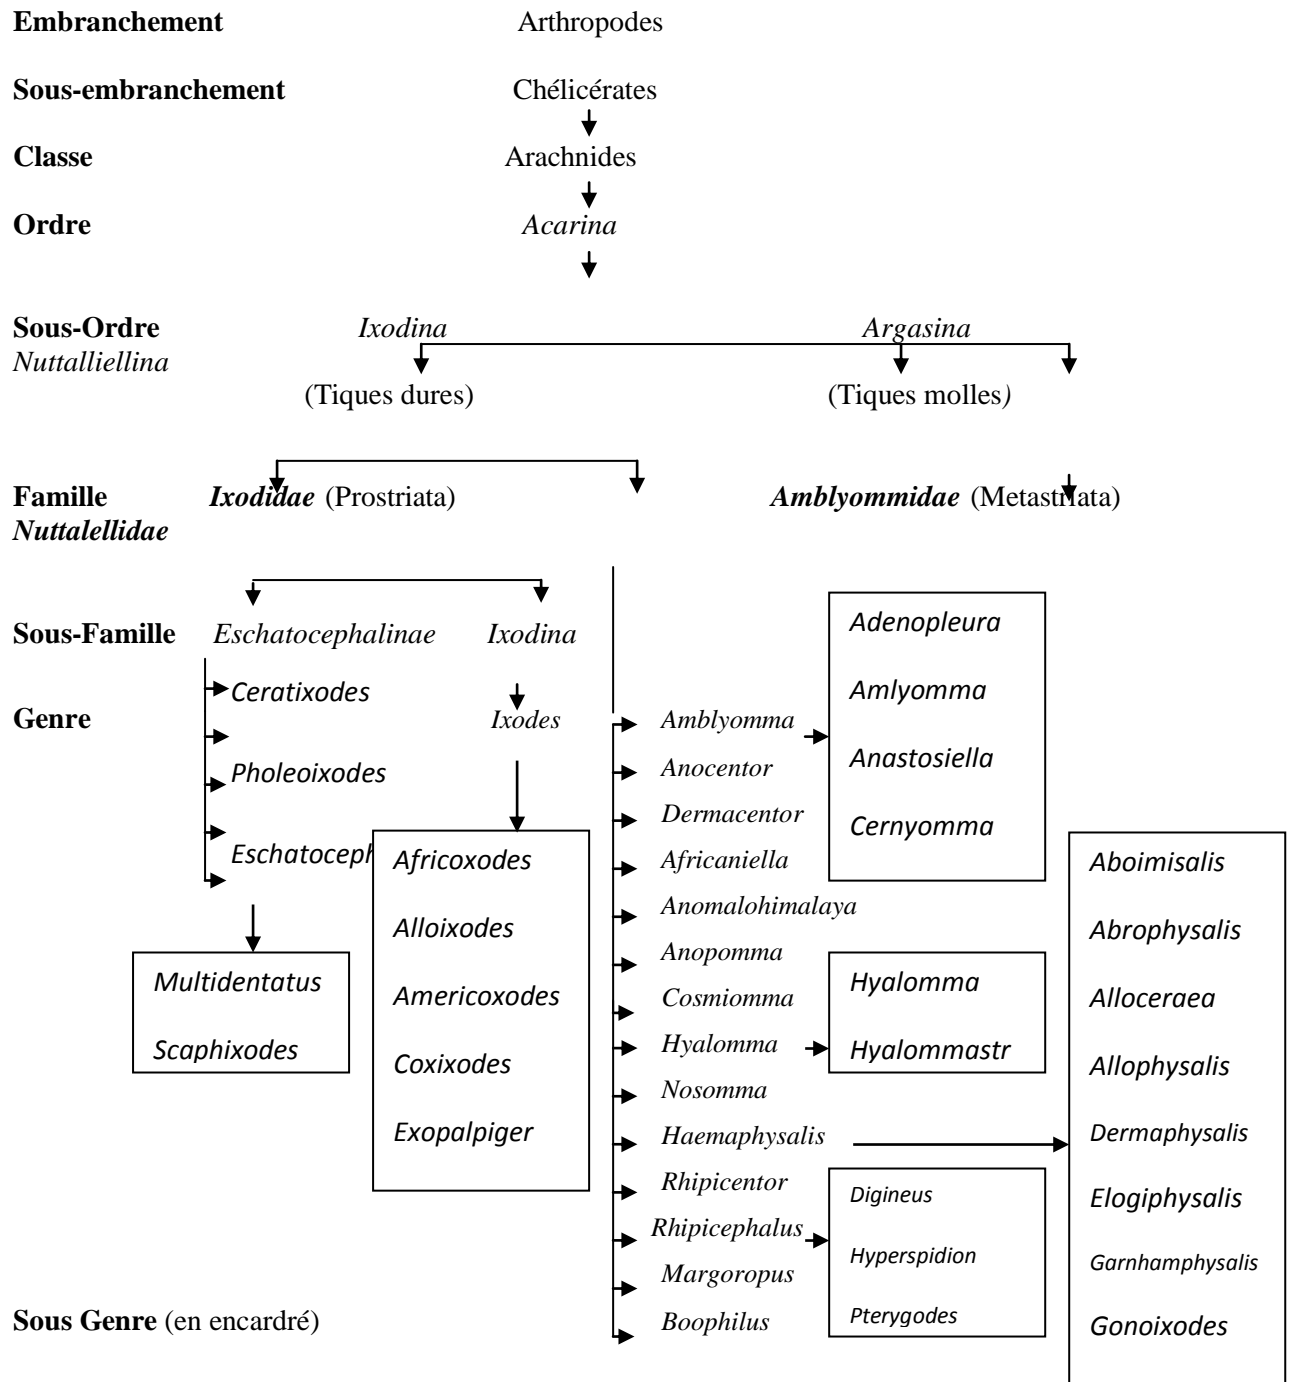 Embranchement Arthropodes
Sous-embranchement Chélicérates
Classe Arachnides
Ordre Acarina
Sous-Ordre Ixodina Argasina
Nuttalliellina
(Tiques dures) (Tiques molles)
Famille Ixodidae (Prostriata) Amblyommidae (Metastriata)
Nuttalellidae
Sous-Famille Eschatocephalinae Ixodina
Genre
Ceratixodes
Pholeoixodes
Eschatoceph
Multidentatus
Scaphixodes
Ixodes
Africoxodes
Alloixodes
Americoxodes
Coxixodes
Exopalpiger
Amblyomma
Anocentor
Dermacentor
Africaniella
Anomalohimalaya
Anopomma
Cosmiomma
Hyalomma
Nosomma
Haemaphysalis
Rhipicentor
Rhipicephalus
Margoropus
Boophilus
Adenopleura
Amlyomma
Anastosiella
Cernyomma
Hyalomma
Hyalommastr
Digineus
Hyperspidion
Pterygodes
Aboimisalis
Abrophysalis
Alloceraea
Allophysalis
Dermaphysalis
Elogiphysalis
Garnhamphysalis
Gonoixodes
Sous Genre (en encardré)